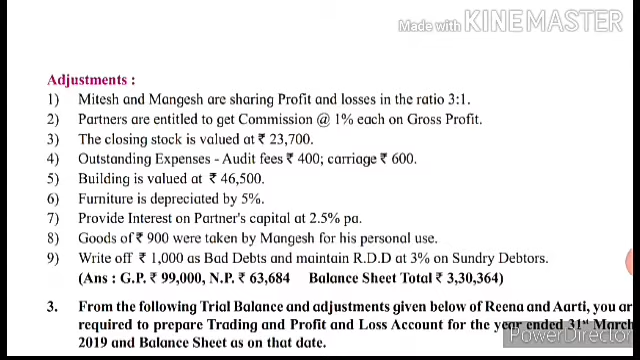 Made with KINEMASTER
Adjustments :
1) Mitesh and Mangesh are sharing Profit and losses in the ratio 3:1.
2) Partners are entitled to get Commission @ 1% each on Gross Profit.
3) The closing stock is valued at ₹ 23,700.
4) Outstanding Expenses - Audit fees ₹ 400; carriage ₹ 600.
5) Building is valued at ₹ 46,500.
6) Furniture is depreciated by 5%.
7) Provide Interest on Partner's capital at 2.5% pa.
8) Goods of ₹ 900 were taken by Mangesh for his personal use.
9) Write off ₹ 1,000 as Bad Debts and maintain R.D.D at 3% on Sundry Debtors.
(Ans : G.P. ₹ 99,000, N.P. ₹ 63,684 Balance Sheet Total ₹ 3,30,364)
3. From the following Trial Balance and adjustments given below of Reena and Aarti, you ar
required to prepare Trading and Profit and Loss Account for the year ended 31st March
2019 and Balance Sheet as on that date.
PowerDirector